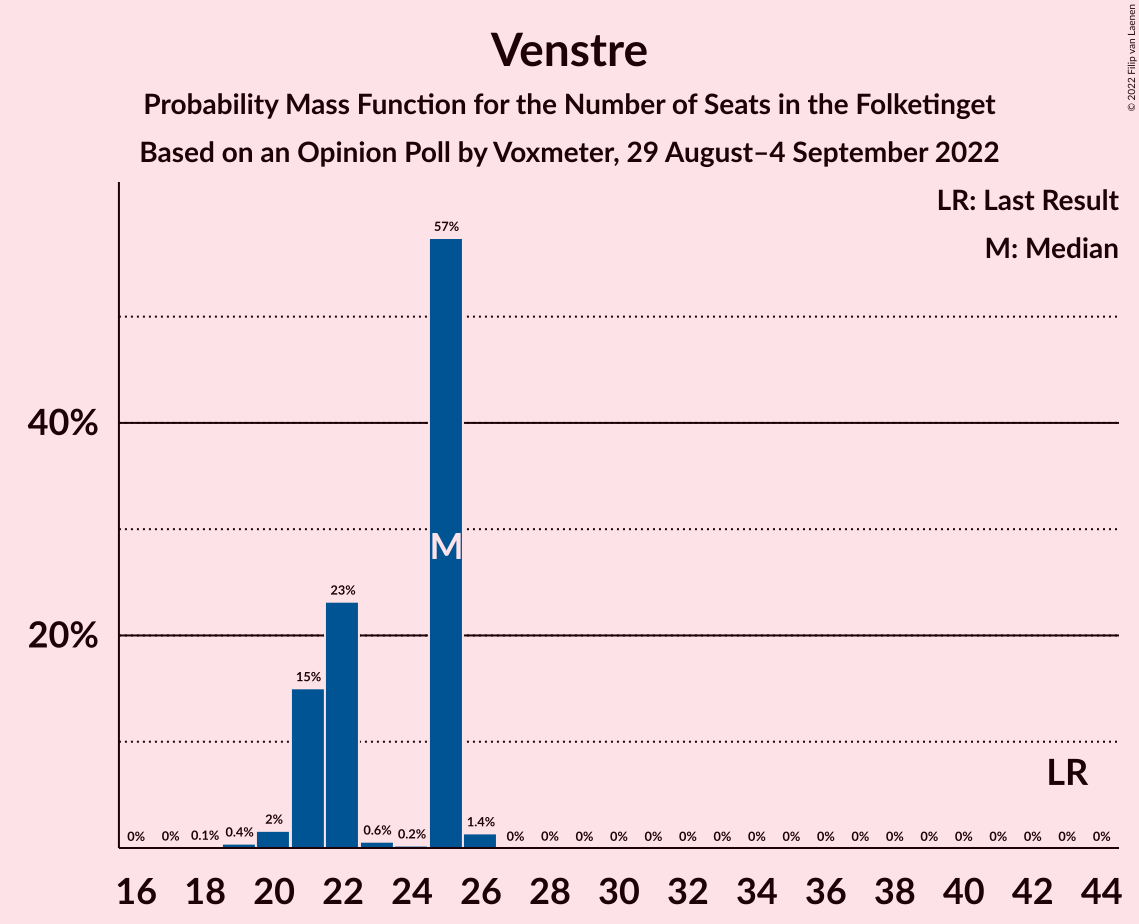 Venstre
Probability Mass Function for the Number of Seats in the Folketinget
Based on an Opinion Poll by Voxmeter, 29 August–4 September 2022
© 2022 Filip van Laenen
LR: Last Result
M: Median
57%
40%
M
23%
20%
15%
LR
0% 0% 0.1% 0.4% 2% 0.6% 0.2% 1.4% 0% 0% 0% 0% 0% 0% 0% 0% 0% 0% 0% 0% 0% 0% 0% 0% 0% 0%
16 18 20 22 24 26 28 30 32 34 36 38 40 42 44